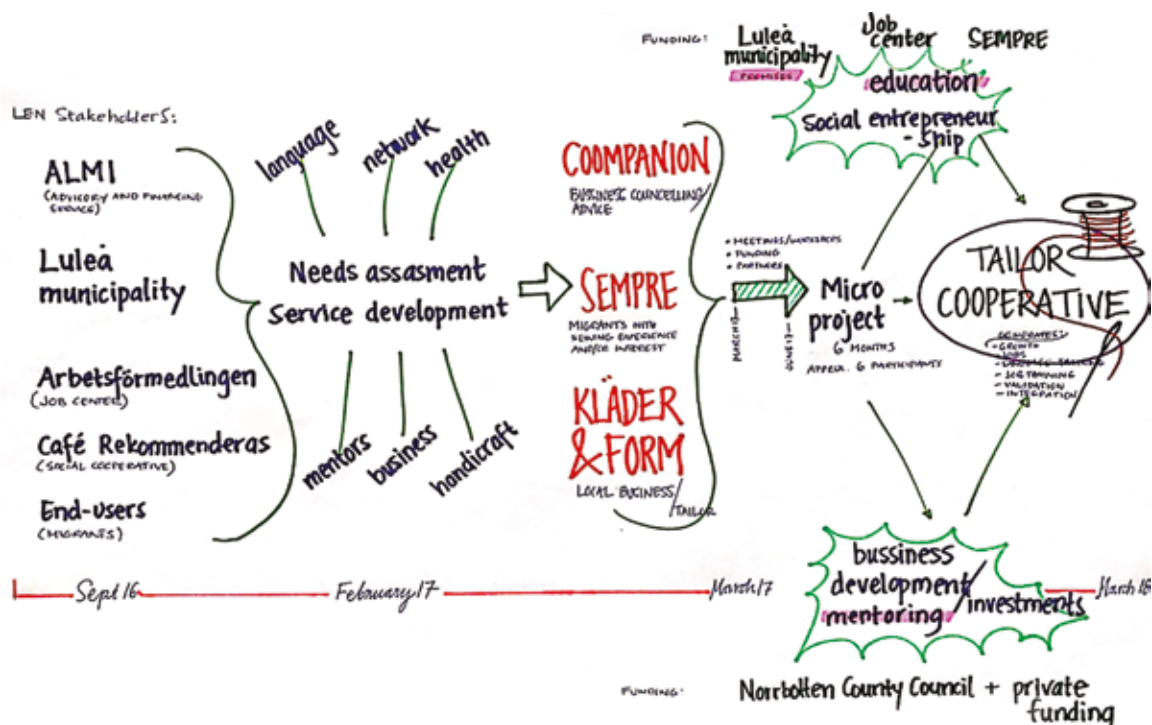 LEN StakeholderS:
ALMI
(ADVISORY AND FINANCING
SERVICE)
Luleå
municipality
Arbetsförmedlingen
(JOB CENTER)
Café Rekommenderas
(SOCIAL COOPERATIVE)
End-users
(MIGRANTS)
language
network
health
Needs assasment
Service development
mentors
business
handicraft
COOMPANION
BUSSINESS COUNCELLING/
ADVICE
SEMPRE
MIGRANTS WITH
SEWING EXPERIENCE
AND/OR INTEREST
KLÄDER
&FORM
LOCAL BUSINESS/
TAILOR
• MEETINGS/WORKSHOPS
• FUNDING
• PARTNERS
MARCH 17-
JUNE 17-
Micro
project
6 MONTHS
APPROX. 6 PARTICIPANTS
FUNDING:
Luleå
municipality
PREMISES
Job
center
SEMPRE
education
social entrepreneur
-ship
TAILOR
COOPERATIVE
GENERATES:
- GROWTH
- JOBS
- JOB TRAINING
- VALIDATION
- INTEGRATION
bussiness
development/
mentoring
investments
Sept 16
February 17
March 17
March 18
FUNDING:
Norrbotten County Council + private
funding